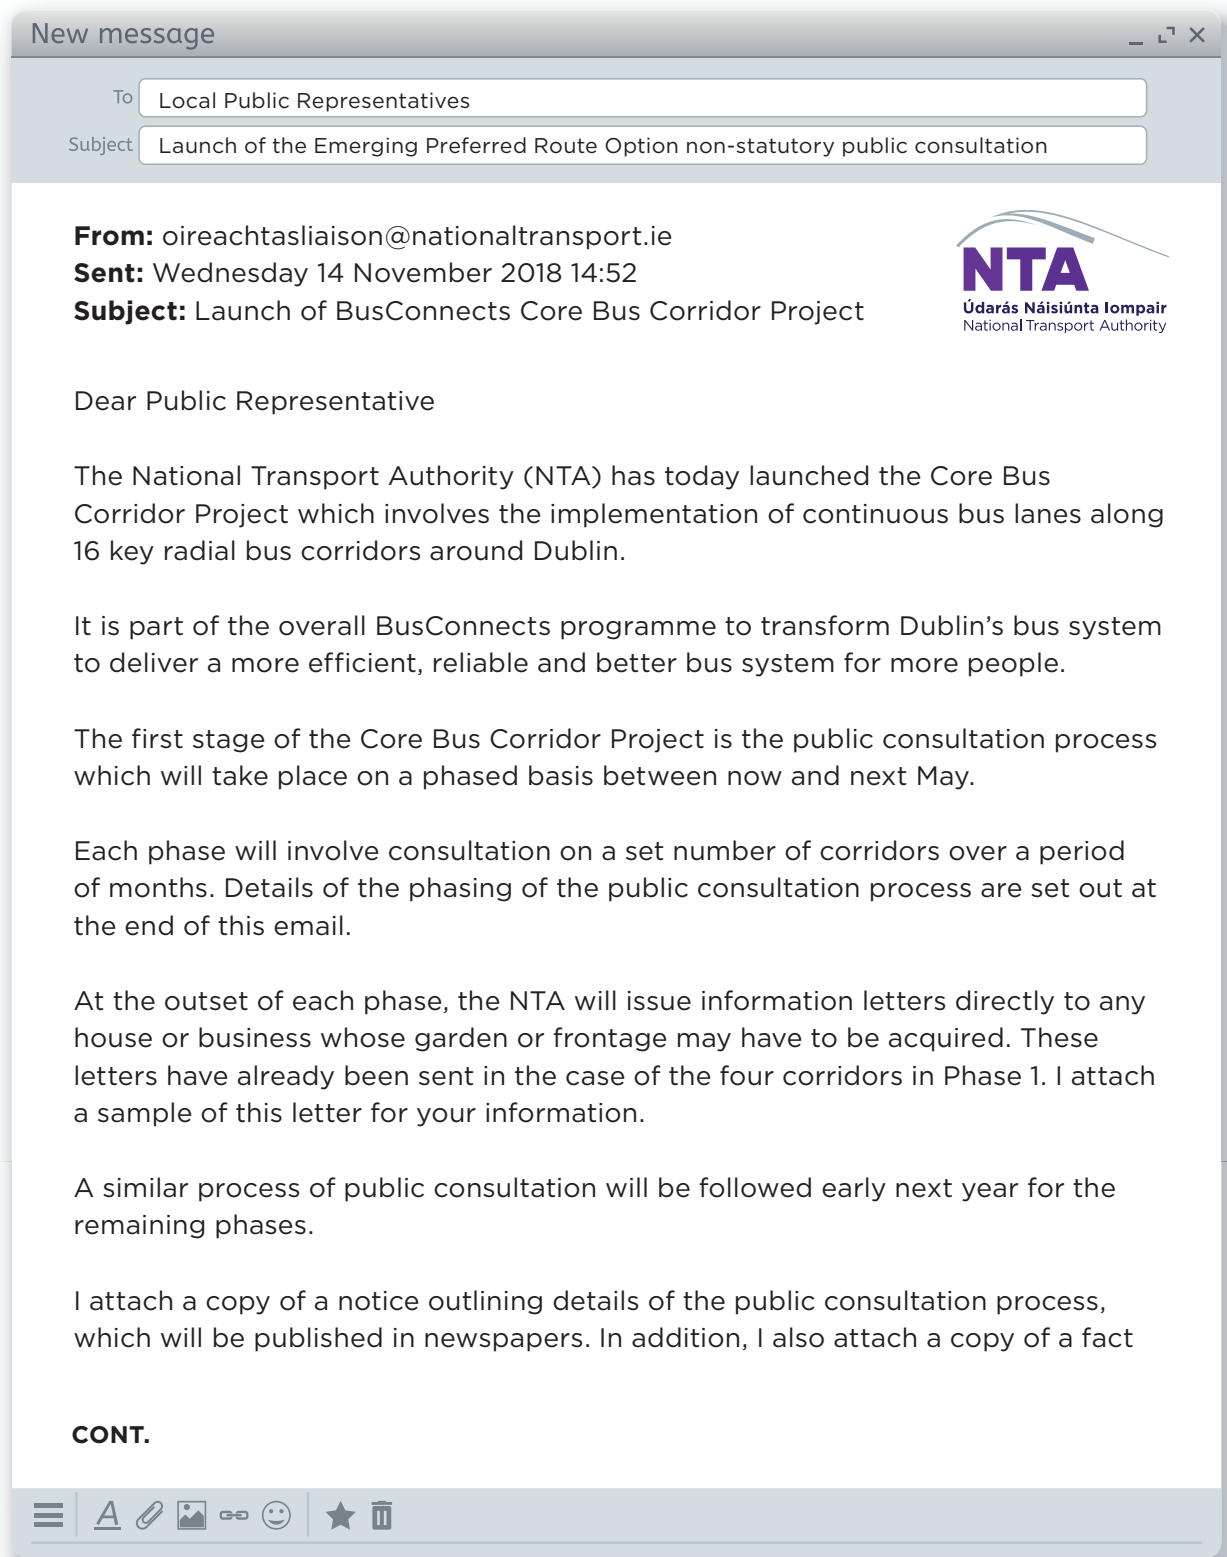 New message
To Local Public Representatives
Subject Launch of the Emerging Preferred Route Option non-statutory public consultation
From: oireachtasliaison@nationaltransport.ie
Sent: Wednesday 14 November 2018 14:52
Subject: Launch of BusConnects Core Bus Corridor Project
NTA
Údarás Náisiúnta Iompair
National Transport Authority
Dear Public Representative
The National Transport Authority (NTA) has today launched the Core Bus
Corridor Project which involves the implementation of continuous bus lanes along
16 key radial bus corridors around Dublin.
It is part of the overall BusConnects programme to transform Dublin’s bus system
to deliver a more efficient, reliable and better bus system for more people.
The first stage of the Core Bus Corridor Project is the public consultation process
which will take place on a phased basis between now and next May.
Each phase will involve consultation on a set number of corridors over a period
of months. Details of the phasing of the public consultation process are set out at
the end of this email.
At the outset of each phase, the NTA will issue information letters directly to any
house or business whose garden or frontage may have to be acquired. These
letters have already been sent in the case of the four corridors in Phase 1. I attach
a sample of this letter for your information.
A similar process of public consultation will be followed early next year for the
remaining phases.
I attach a copy of a notice outlining details of the public consultation process,
which will be published in newspapers. In addition, I also attach a copy of a fact
CONT.
A